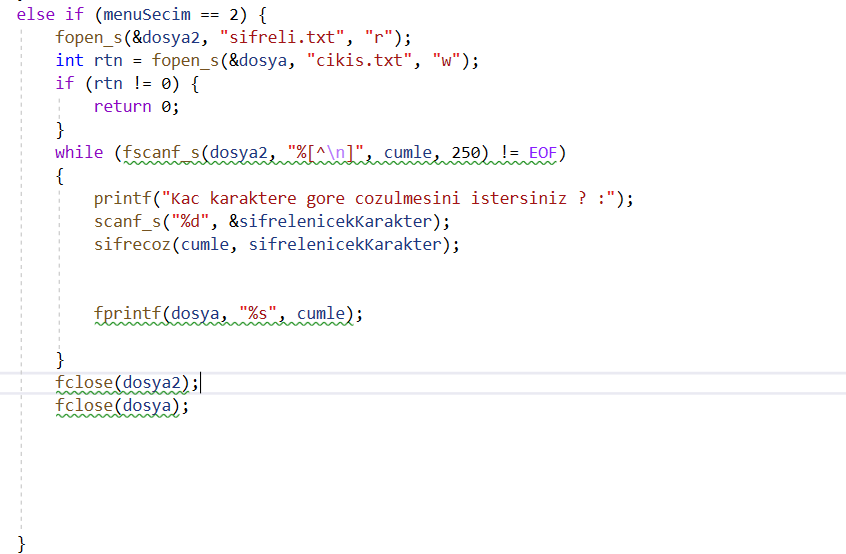 else if (menuSecim == 2) {
fopen_s(&dosya2, "sifreli.txt", "r");
int rtn = fopen_s(&dosya, "cikis.txt", "w");
if (rtn != 0) {
return 0;
}
while (fscanf_s(dosya2, "%[^\n]", cumle, 250) != EOF)
{
printf("Kac karaktere gore cozulmesini istersiniz ? :");
scanf_s("%d", &sifrelenicekKarakter);
sifrecoz(cumle, sifrelenicekKarakter);
fprintf(dosya, "%s", cumle);
}
fclose(dosya2);
fclose(dosya);
}